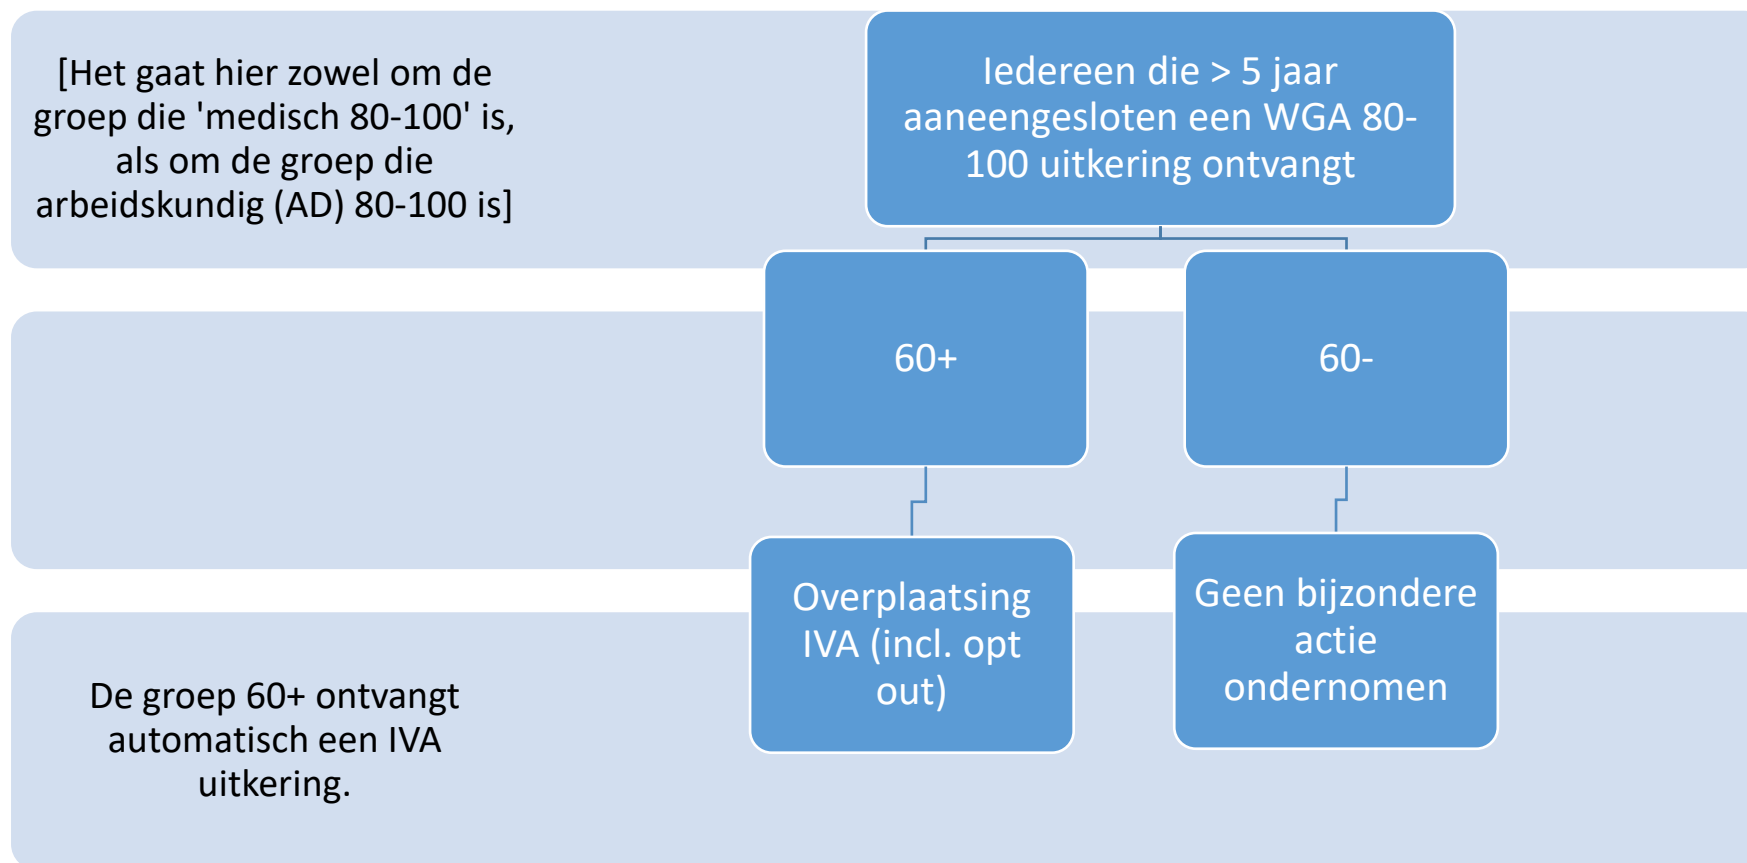 [Het gaat hier zowel om de
groep die 'medisch 80-100' is,
als om de groep die
arbeidskundig (AD) 80-100 is]
Iedereen die > 5 jaar
aaneengesloten een WGA 80-
100 uitkering ontvangt
60+
60-
Overplaatsing
IVA (incl. opt
out)
Geen bijzondere
actie
ondernomen
De groep 60+ ontvangt
automatisch een IVA
uitkering.